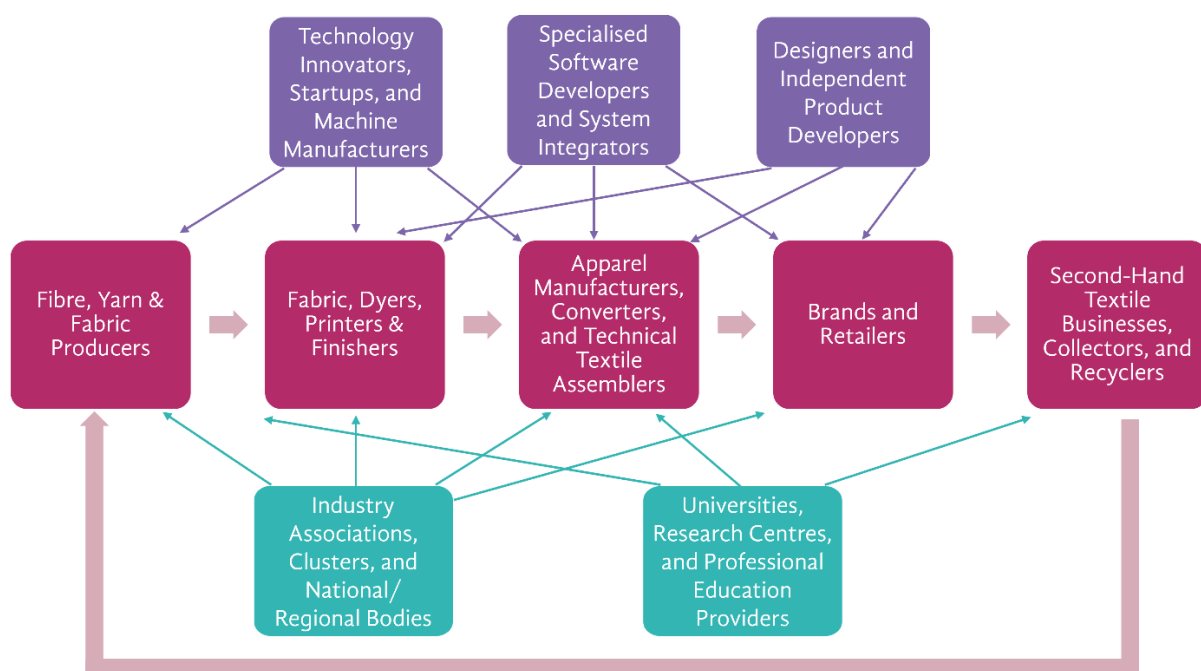 Technology
Innovators,
Startups, and
Machine
Manufacturers
Specialised
Software
Developers
and System
Integrators
Designers and
Independent
Product
Developers
Fibre, Yarn &
Fabric
Producers
Fabric, Dyers,
Printers &
Finishers
Apparel
Manufacturers,
Converters,
and Technical
Textile
Assemblers
Brands and
Retailers
Second-Hand
Textile
Businesses,
Collectors, and
Recyclers
Industry
Associations,
Clusters, and
National/
Regional Bodies
Universities,
Research Centres,
and Professional
Education
Providers